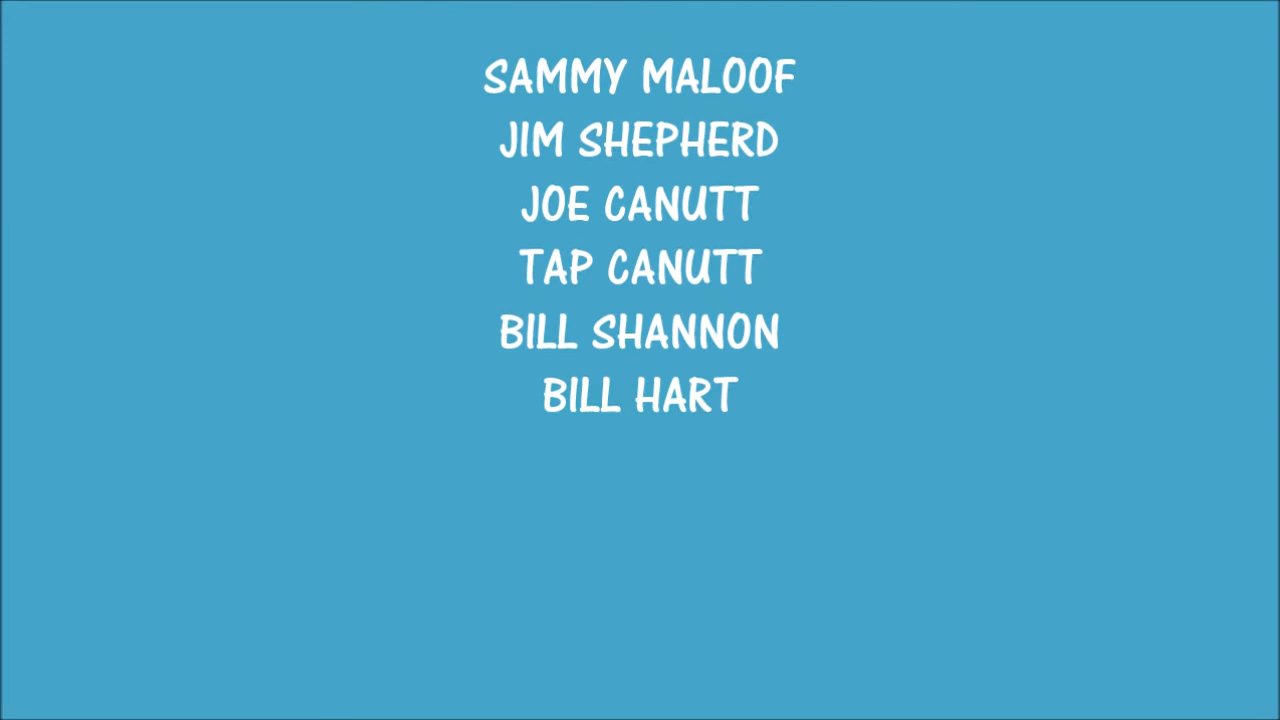 SAMMY MALOOF
JIM SHEPHERD
JOE CANUTT
TAP CANUTT
BILL SHANNON
BILL HART